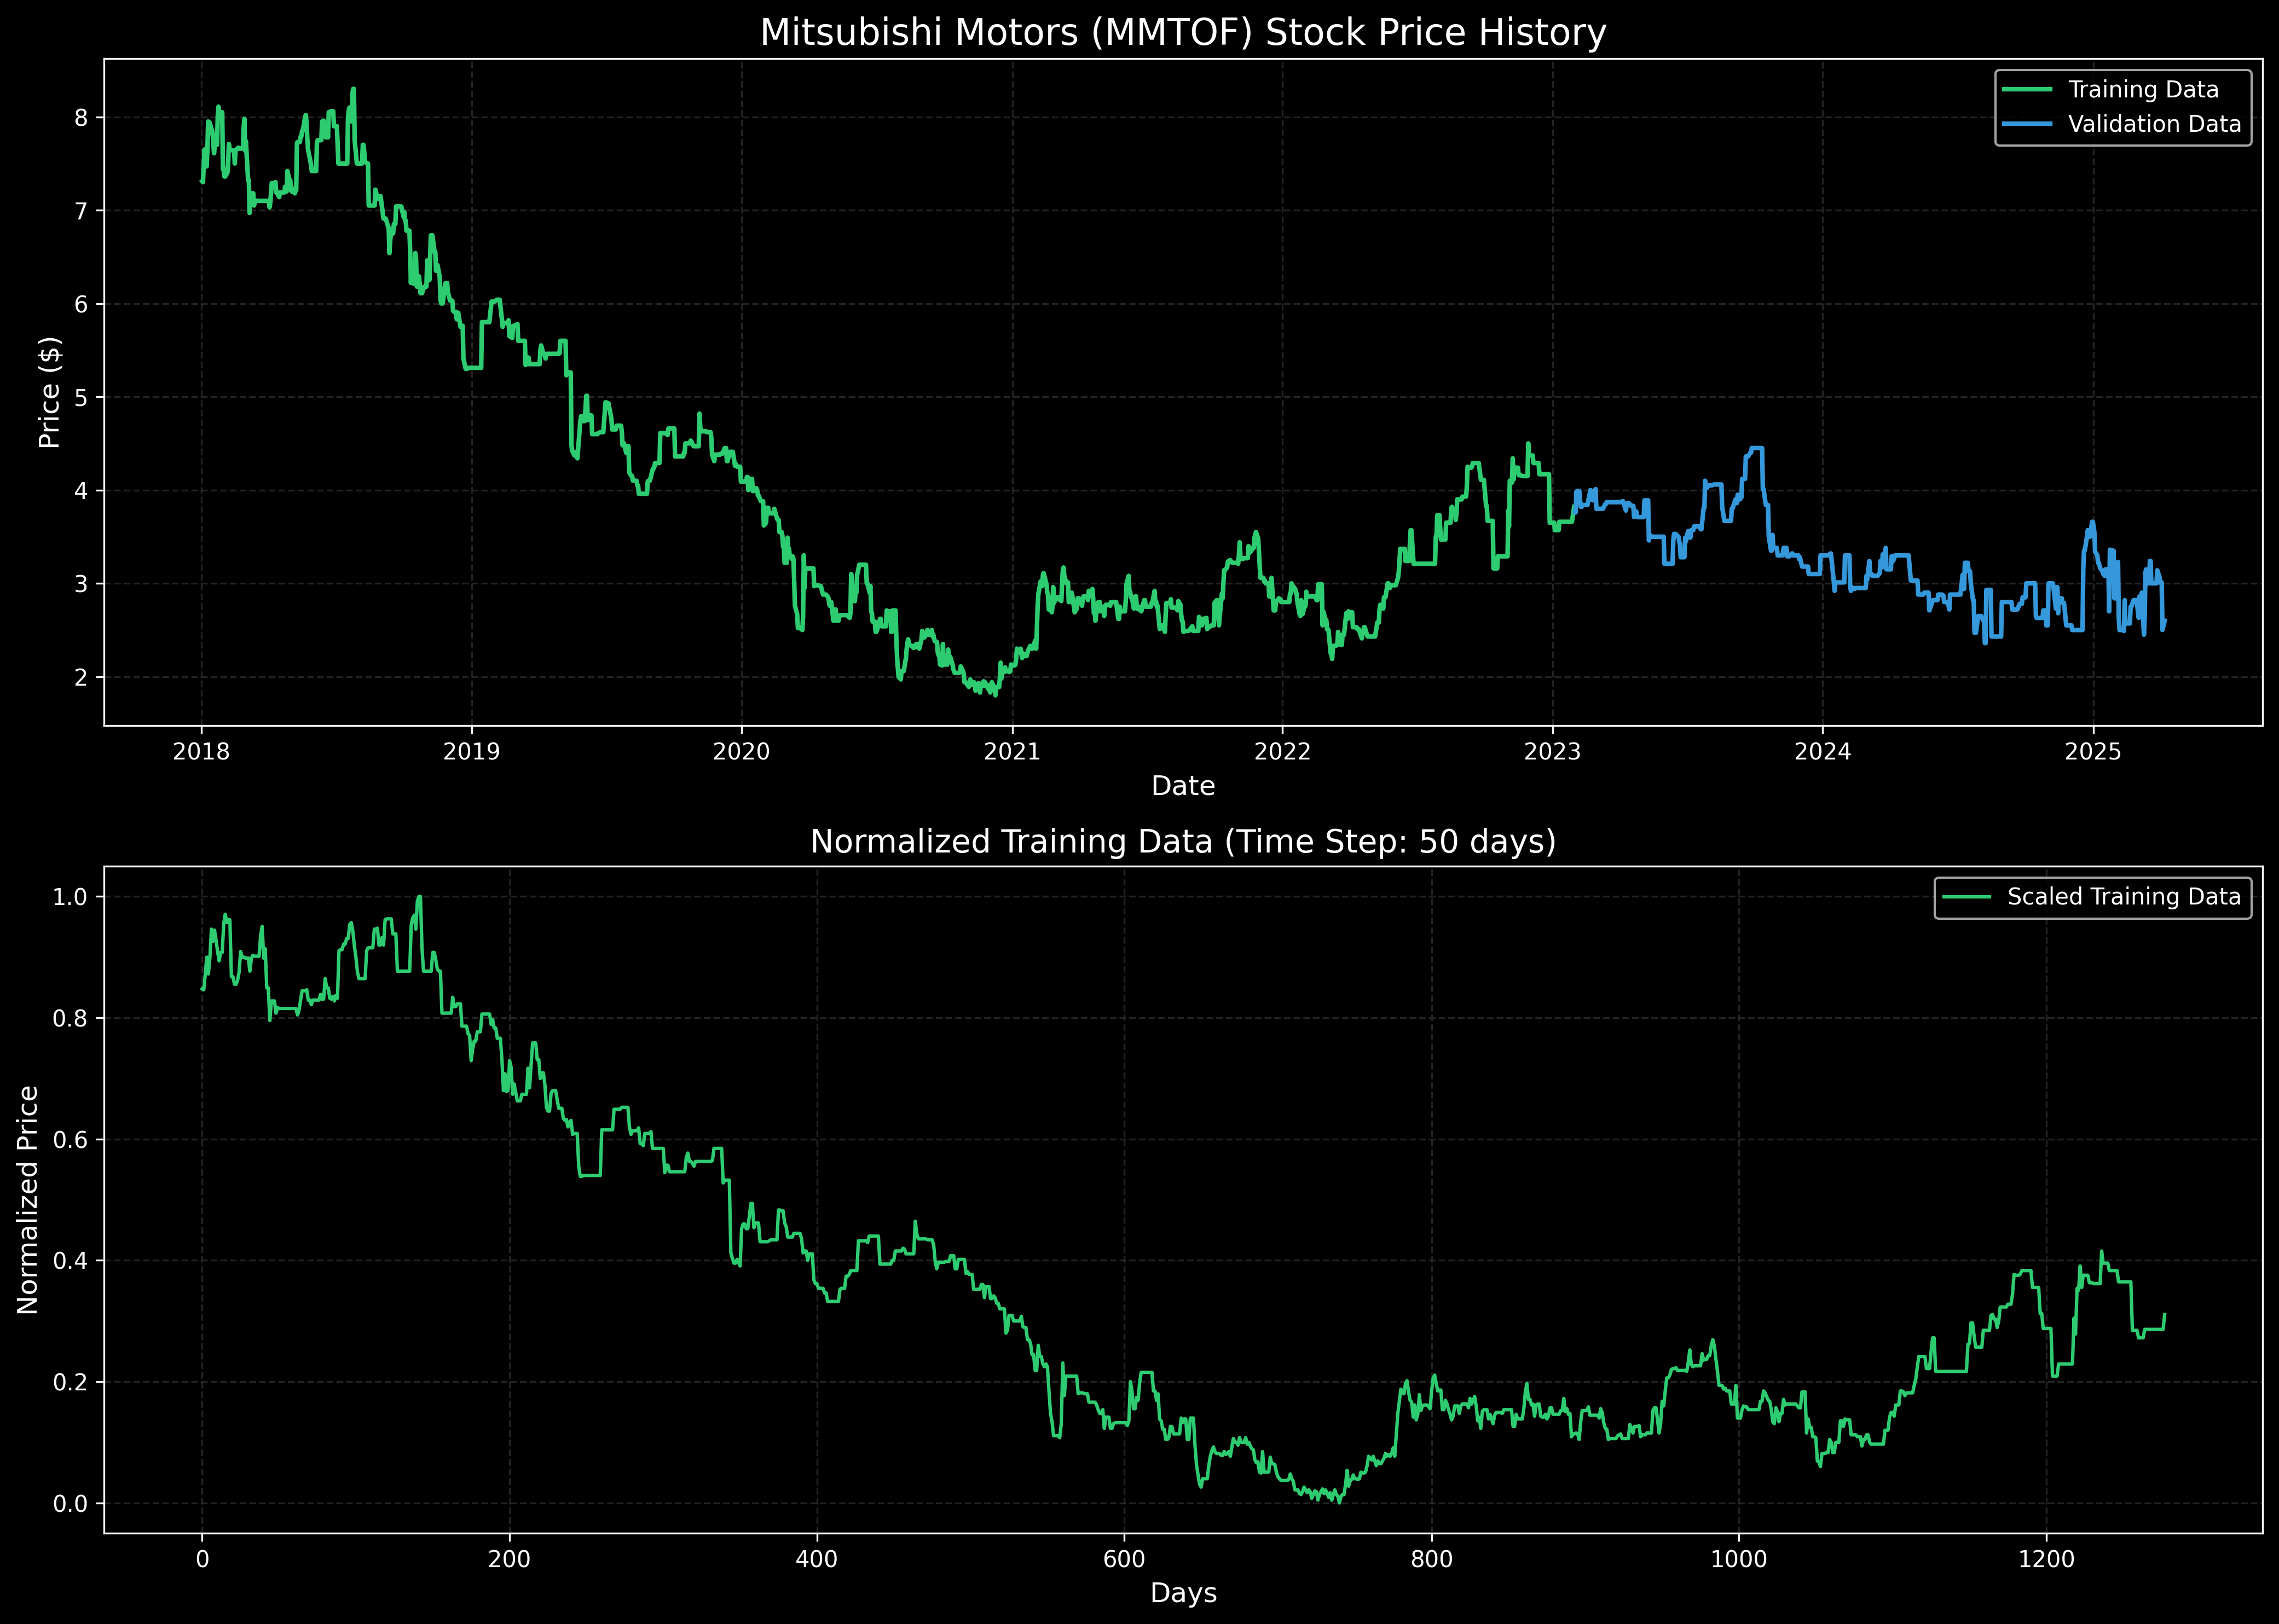 Mitsubishi Motors (MMTOF) Stock Price History
Training Data
Validation Data
8
7
6
5
4
3
2
Price ($)
2018 2019 2020 2021 2022 2023 2024 2025
Date
Normalized Training Data (Time Step: 50 days)
Scaled Training Data
1.0
0.8
0.6
0.4
0.2
0.0
Normalized Price
0 200 400 600 800 1000 1200
Days